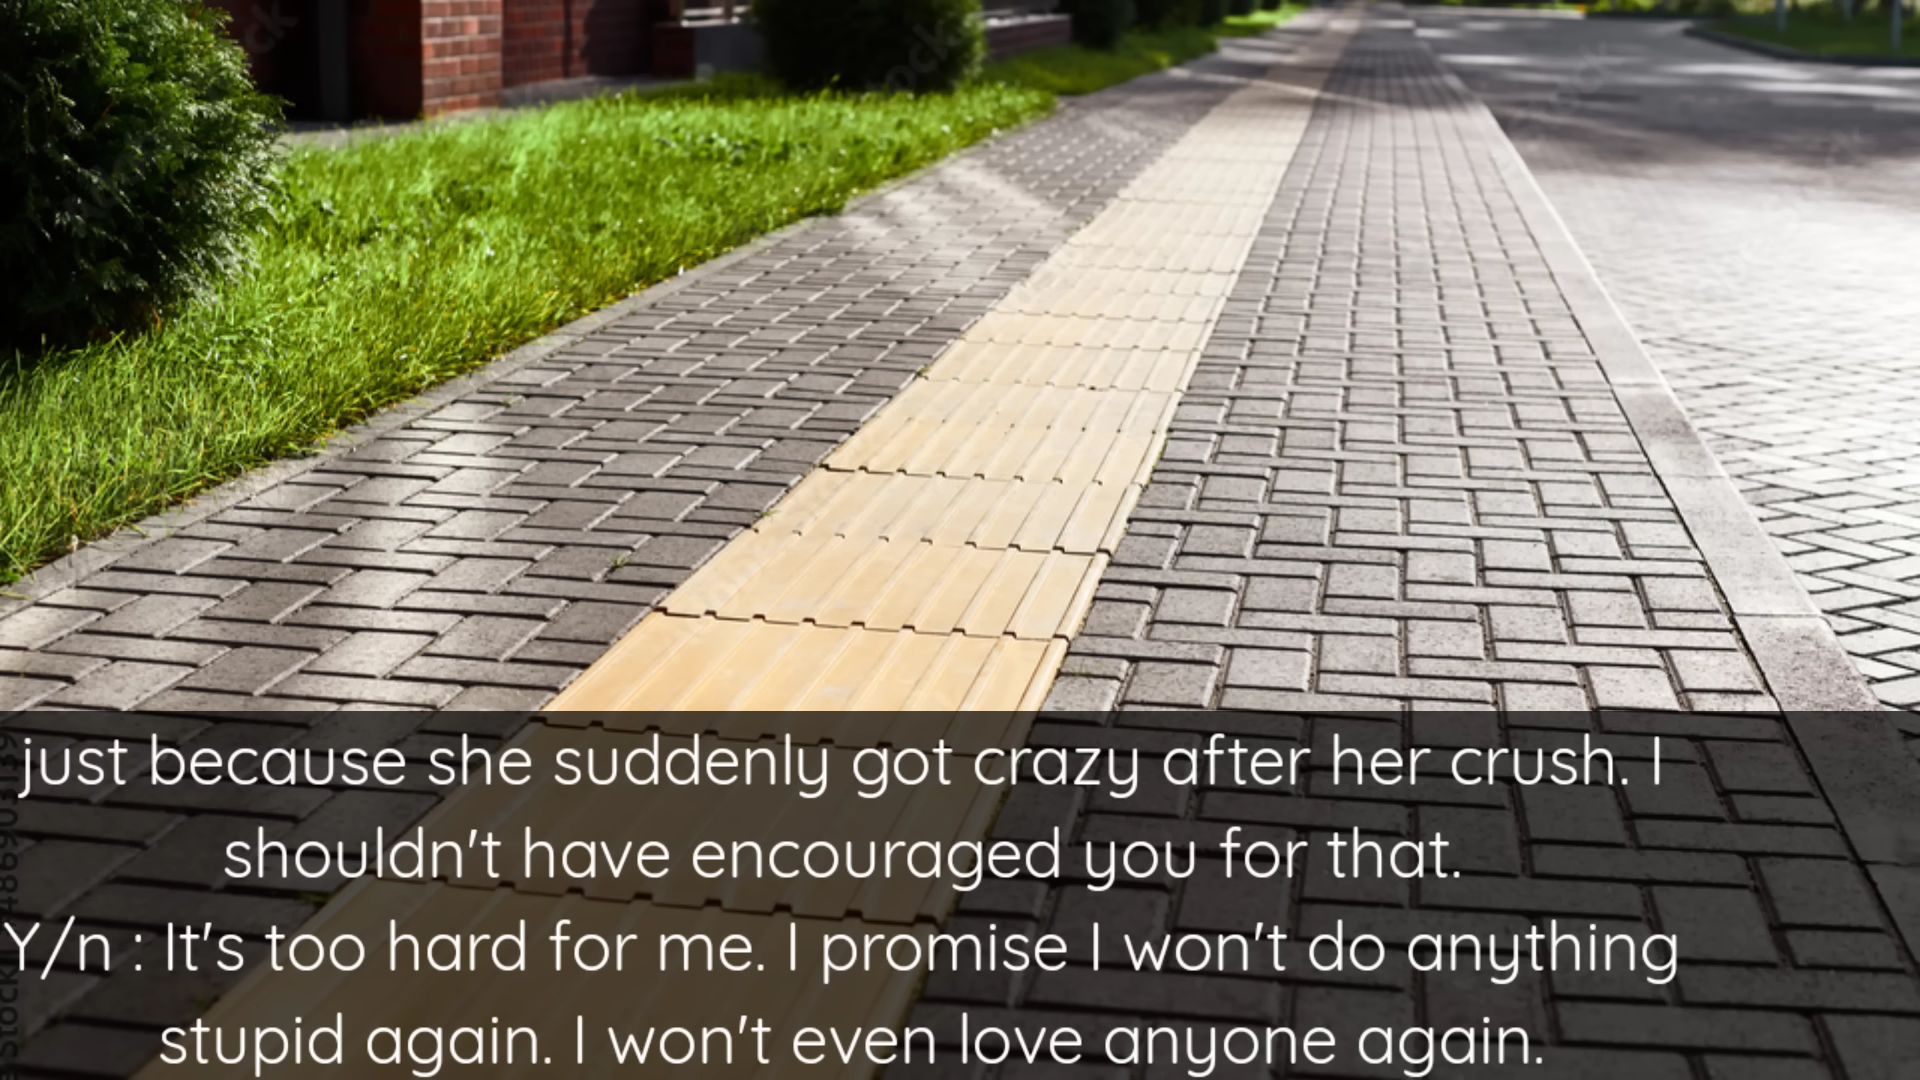 just because she suddenly got crazy after her crush. I
shouldn't have encouraged you for that.
Y/n : It's too hard for me. I promise I won't do anything
stupid again. I won't even love anyone again.